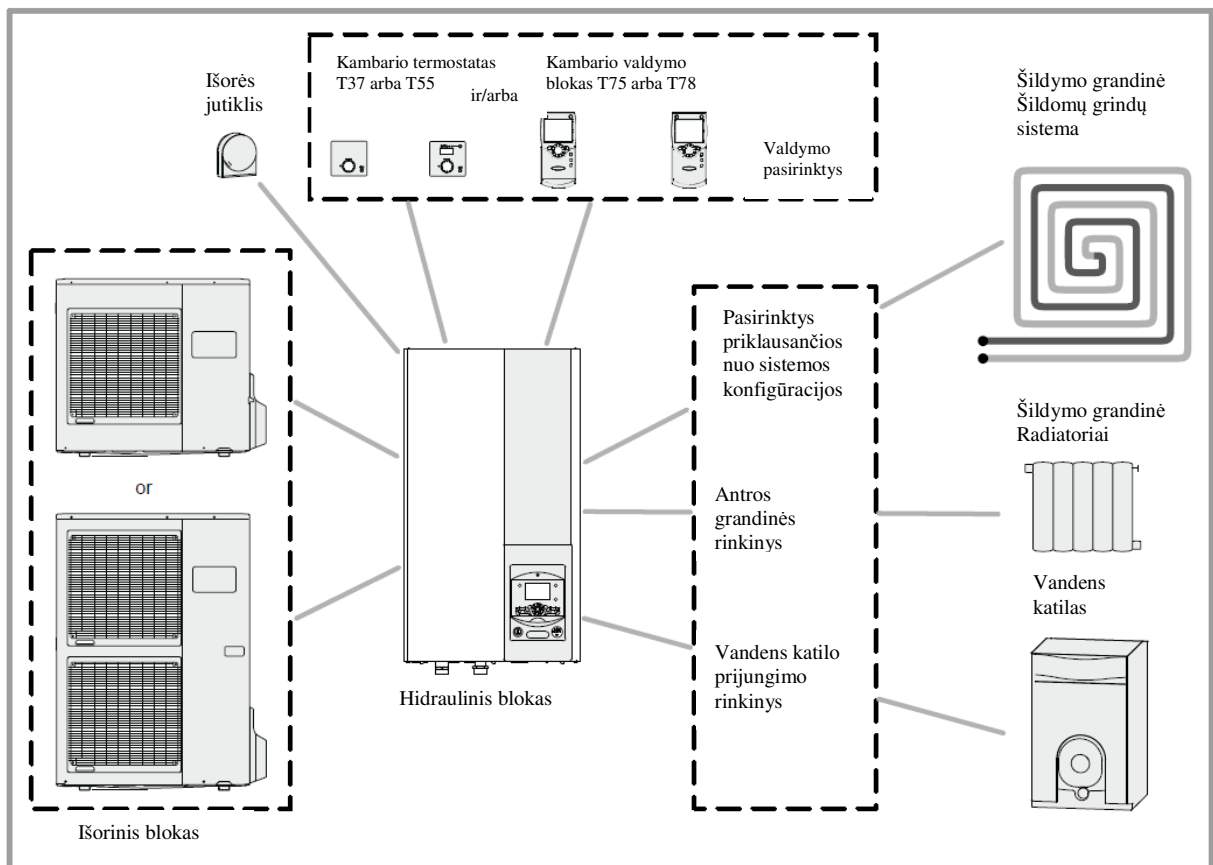 Kambario termostatas
T37 arba T55
ir/arba
Kambario valdymo
blokas T75 arba T78
Valdymo
pasirinktys
Išorės
jutiklis
Šildymo grandinė
Šildomų grindų
sistema
or
Išorinis blokas
Hidraulinis blokas
Pasirinktys
priklausančios
nuo sistemos
konfigūracijos
Antros
grandinės
rinkinys
Vandens katilo
prijungimo
rinkinys
Šildymo grandinė
Radiatoriai
Vandens
katilas